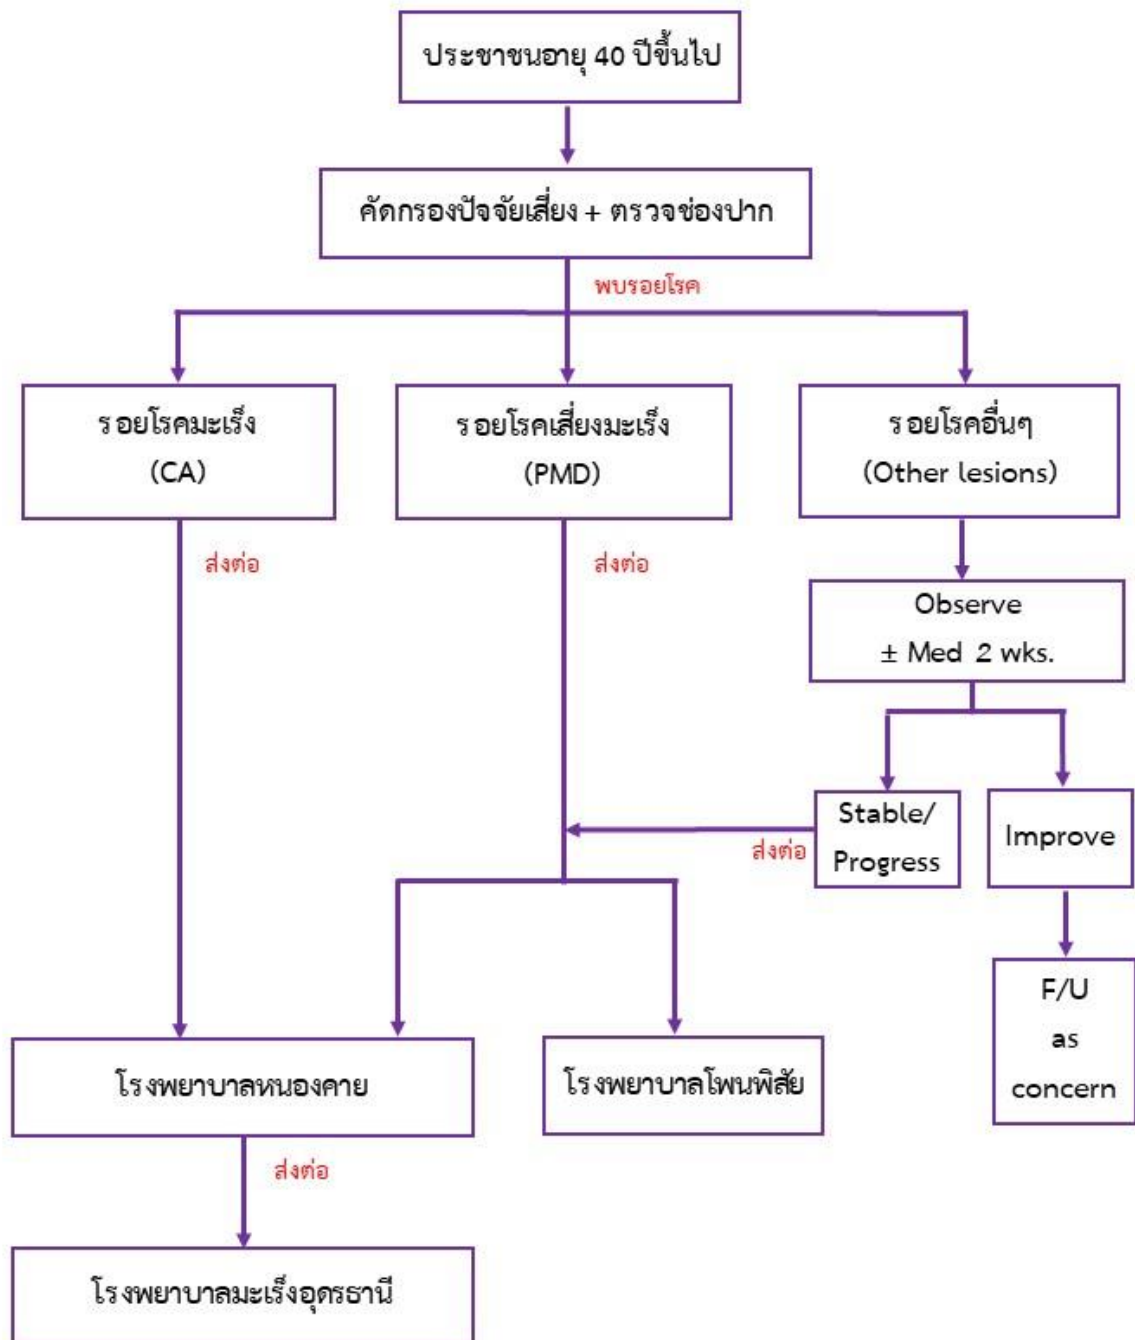 ประชาชนอายุ 40 ปีขึ้นไป
คัดกรองปัจจัยเสี่ยง + ตรวจช่องปาก
พบรอยโรค
รอยโรคมะเร็ง
(CA)
รอยโรคเสี่ยงมะเร็ง
(PMD)
รอยโรคอื่นๆ
(Other lesions)
ส่งต่อ
ส่งต่อ
Observe
± Med 2 wks.
Stable/
Progress
Improve
ส่งต่อ
F/U
as
concern
โรงพยาบาลหนองคาย
โรงพยาบาลโพนพิสัย
ส่งต่อ
โรงพยาบาลมะเร็งอุดรธานี